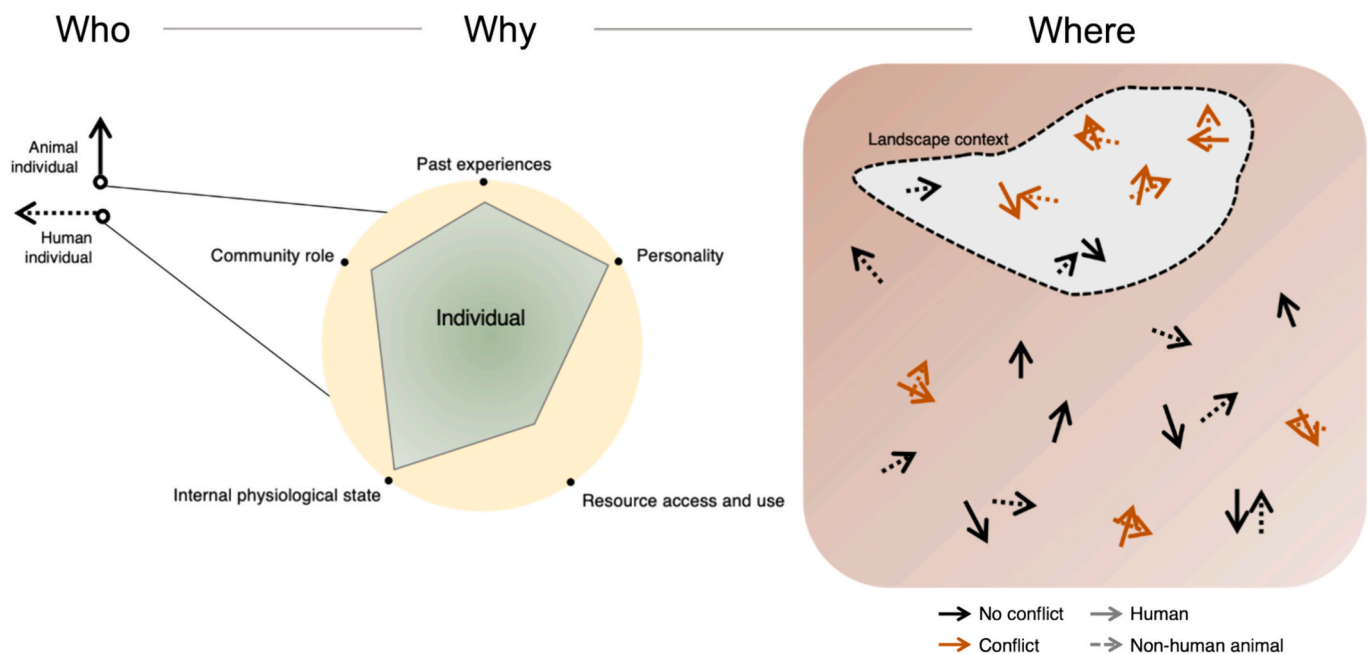 Who
Why
Where
Animal
individual
Human
individual
Past experiences
Community role
Personality
Individual
Internal physiological state
Resource access and use
Landscape context
No conflict
Human
Conflict
Non-human animal